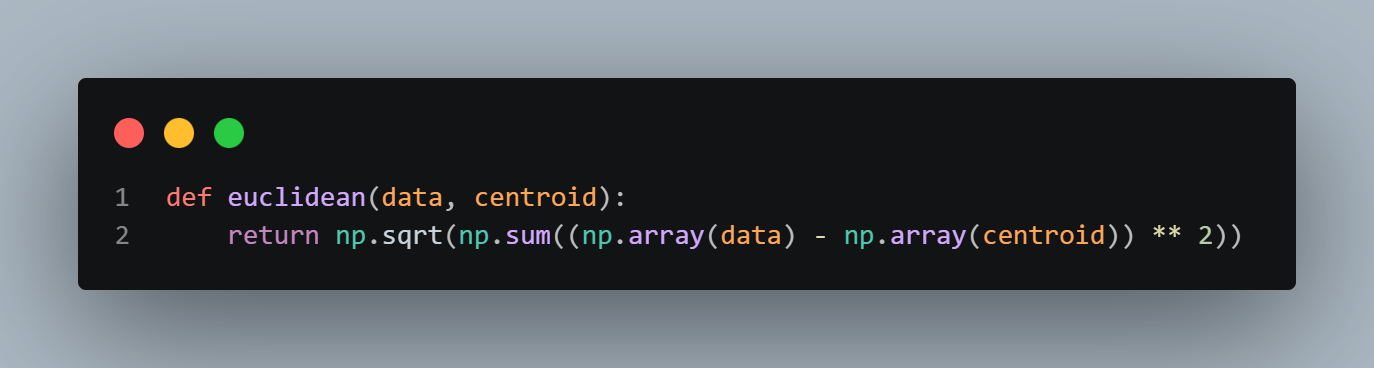 1 def euclidean(data, centroid):
2     return np.sqrt(np.sum((np.array(data) - np.array(centroid)) ** 2))